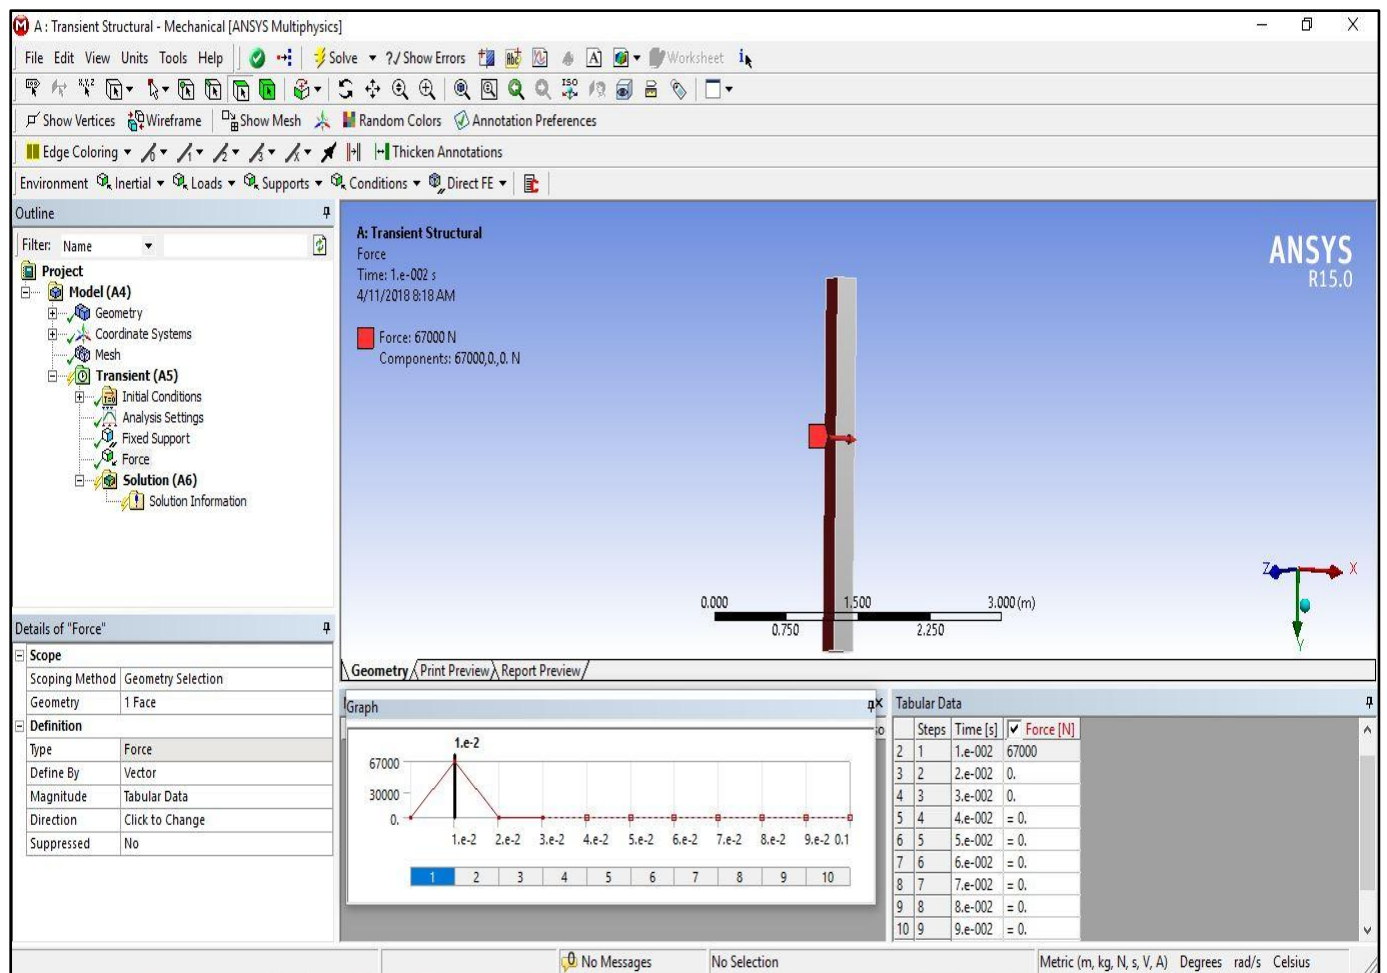 A : Transient Structural - Mechanical [ANSYS Multiphysics]
File Edit View Units Tools Help Solve ?/ Show Errors Worksheet
Show Vertices Wireframe Show Mesh Random Colors Annotation Preferences
Edge Coloring Thicken Annotations
Environment Inertial Loads Supports Conditions Direct FE
Outline
Filter: Name
Project
Model (A4)
Geometry
Coordinate Systems
Mesh
Transient (A5)
Initial Conditions
Analysis Settings
Fixed Support
Force
Solution (A6)
Solution Information
A: Transient Structural
Force
Time: 1.e-002 s
4/11/2018 8:18 AM
Force: 67000 N
Components: 67000,0.,0. N
ANSYS
R15.0
0.000 1.500 3.000 (m)
0.750 2.250
Z X
Y
Geometry Print Preview Report Preview
Details of "Force"
Scope
Scoping Method Geometry Selection
Geometry 1 Face
Definition
Type Force
Define By Vector
Magnitude Tabular Data
Direction Click to Change
Suppressed No
Graph
1.e-2
67000
30000
0.
1.e-2 2.e-2 3.e-2 4.e-2 5.e-2 6.e-2 7.e-2 8.e-2 9.e-2 0.1
1 2 3 4 5 6 7 8 9 10
Tabular Data
Steps Time [s] Force [N]
2 1 1.e-002 67000
3 2 2.e-002 0.
4 3 3.e-002 0.
5 4 4.e-002 = 0.
6 5 5.e-002 = 0.
7 6 6.e-002 = 0.
8 7 7.e-002 = 0.
9 8 8.e-002 = 0.
10 9 9.e-002 = 0.
No Messages No Selection Metric (m, kg, N, s, V, A) Degrees rad/s Celsius